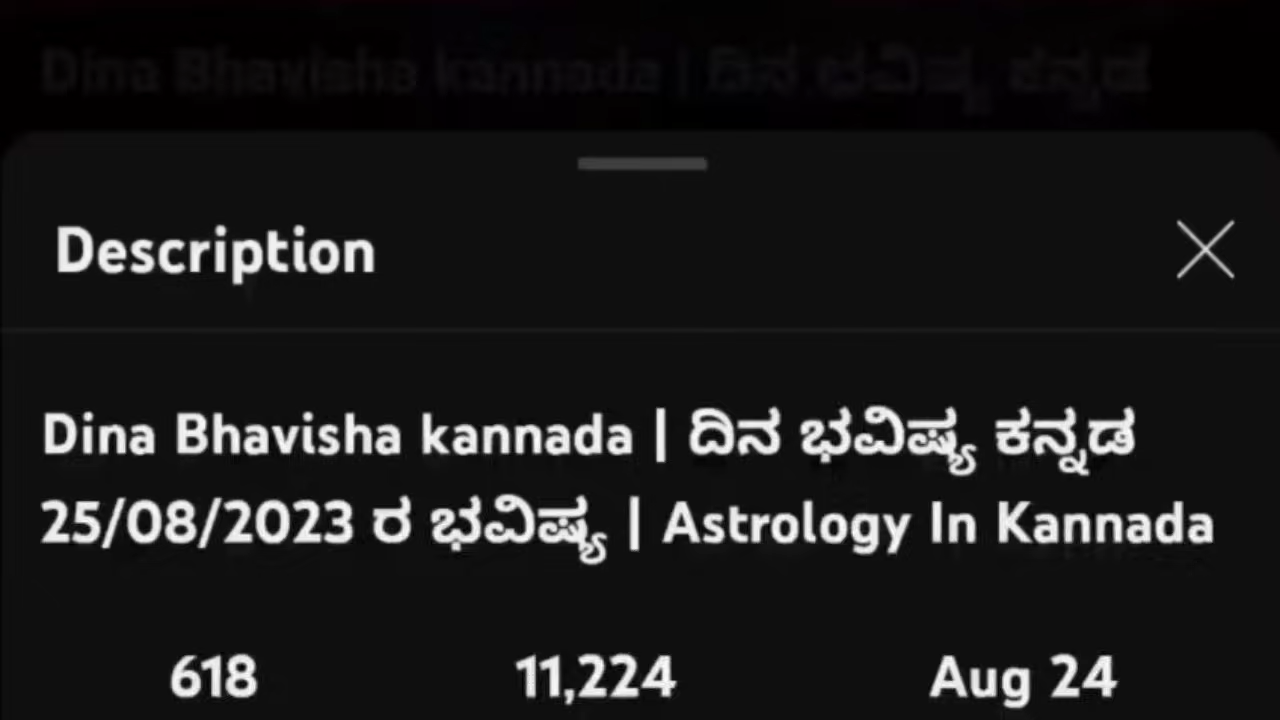 Dina Bhavisha kannada | ದಿನ ಭವಿಷ್ಯ ಕನ್ನಡ
Description
Dina Bhavisha kannada | ದಿನ ಭವಿಷ್ಯ ಕನ್ನಡ
25/08/2023 ರ ಭವಿಷ್ಯ | Astrology In Kannada
618 11,224 Aug 24